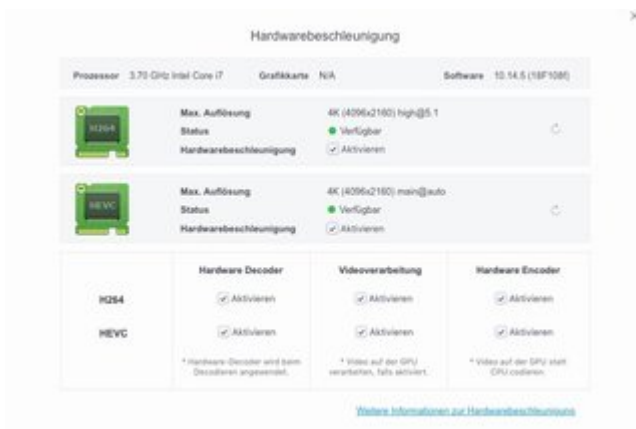 Hardwarebeschleunigung
Prozessor 3.70 GHz Intel Core i7 Grafikkarte N/A Software 10.14.5 (18F108f)
H264
Max. Auflösung 4K (4096x2160) high@5.1
Status Verfügbar
Hardwarebeschleunigung Aktivieren
HEVC
Max. Auflösung 4K (4096x2160) main@auto
Status Verfügbar
Hardwarebeschleunigung Aktivieren
Hardware Decoder Videoverarbeitung Hardware Encoder
H264 Aktivieren Aktivieren Aktivieren
HEVC Aktivieren Aktivieren Aktivieren
* Hardware-Decoder wird beim * Video auf der GPU * Video auf der GPU statt
Decodieren angewendet. verarbeiten, falls aktiviert. CPU codieren.
Weitere Informationen zur Hardwarebeschleunigung